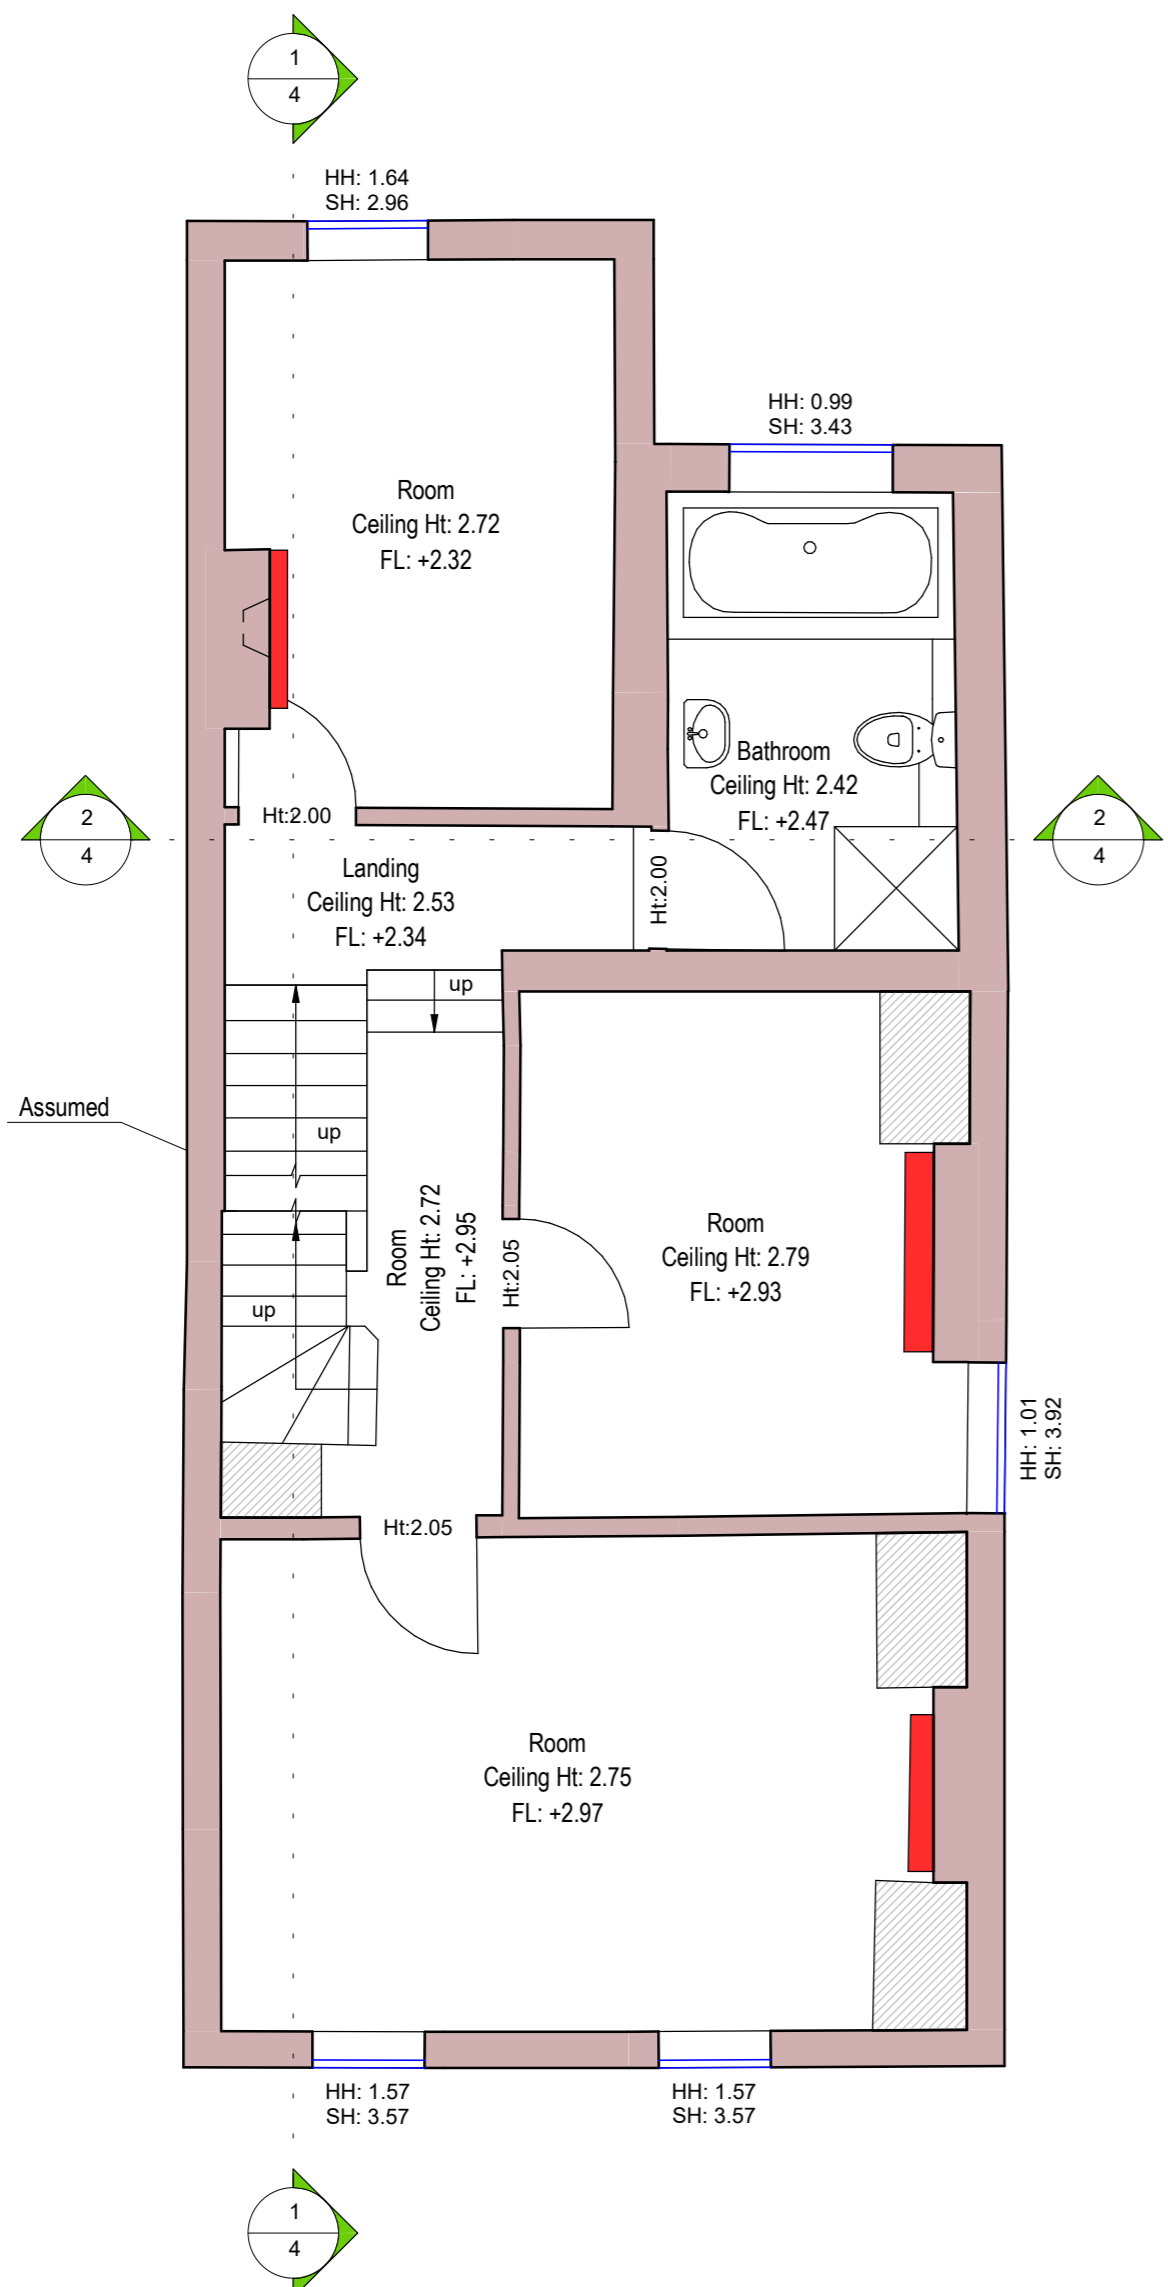 1
4
HH: 1.64
SH: 2.96
HH: 0.99
SH: 3.43
Room
Ceiling Ht: 2.72
FL: +2.32
Bathroom
Ceiling Ht: 2.42
FL: +2.47
2
4
Ht:2.00
2
4
Landing
Ceiling Ht: 2.53
FL: +2.34
Ht:2.00
up
Assumed
up
Room
Ceiling Ht: 2.72
FL: +2.95
Ht:2.05
Room
Ceiling Ht: 2.79
FL: +2.93
up
HH: 1.01
SH: 3.92
Ht:2.05
Room
Ceiling Ht: 2.75
FL: +2.97
HH: 1.57
SH: 3.57
HH: 1.57
SH: 3.57
1
4